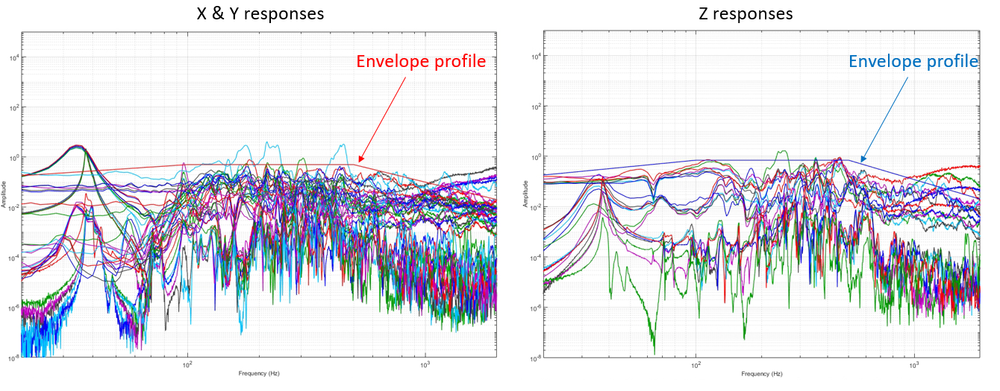 X & Y responses
Z responses
Envelope profile
Envelope profile
10^4
10^2
10^0
10^-2
10^-4
10^-6
10^-8
Amplitude
10^2
10^3
Frequency (Hz)
10^4
10^2
10^0
10^-2
10^-4
10^-6
10^-8
Amplitude
10^2
10^3
Frequency (Hz)